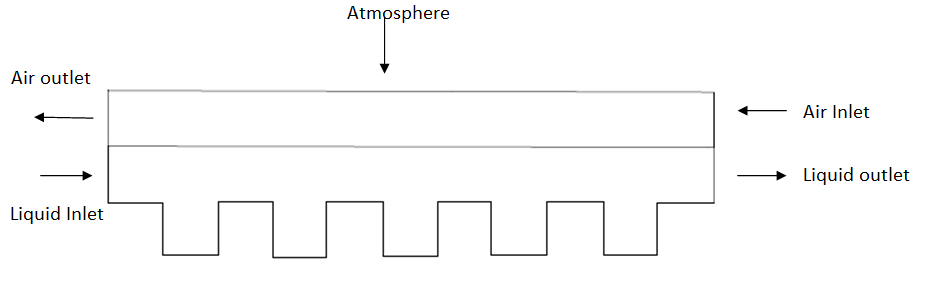 Atmosphere
Air outlet
Air Inlet
Liquid outlet
Liquid Inlet